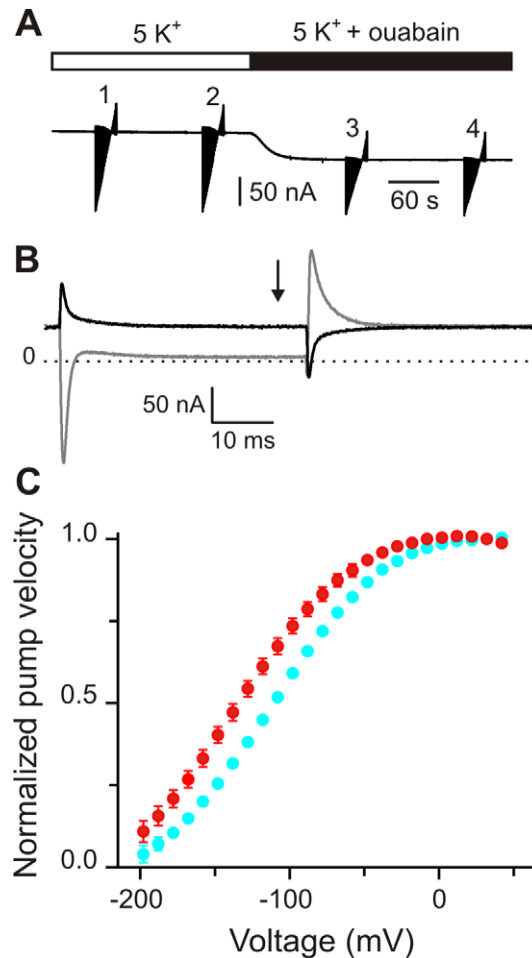 A
5 K⁺ 5 K⁺ + ouabain
1 2 3 4
50 nA 60 s
B
0
50 nA
10 ms
C
Normalized pump velocity
1.0
0.5
0.0
-200 -100 0
Voltage (mV)